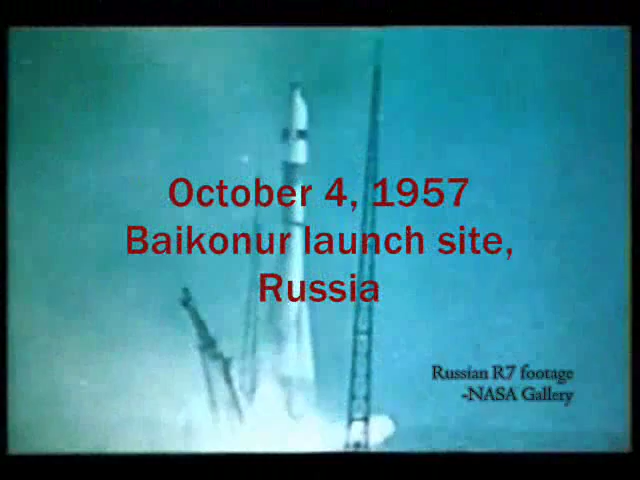 October 4, 1957
Baikonur launch site,
Russia
Russian R7 footage
-NASA Gallery